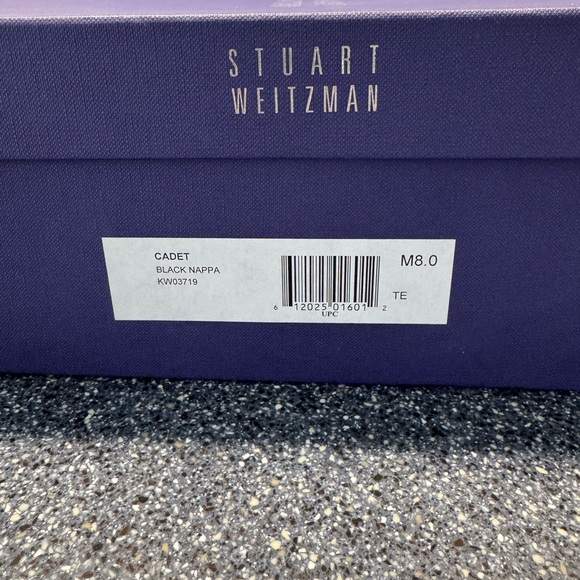 STUART
WEITZMAN
CADET
BLACK NAPPA
KW03719
M8.0
TE
6 12025 01601 2
UPC